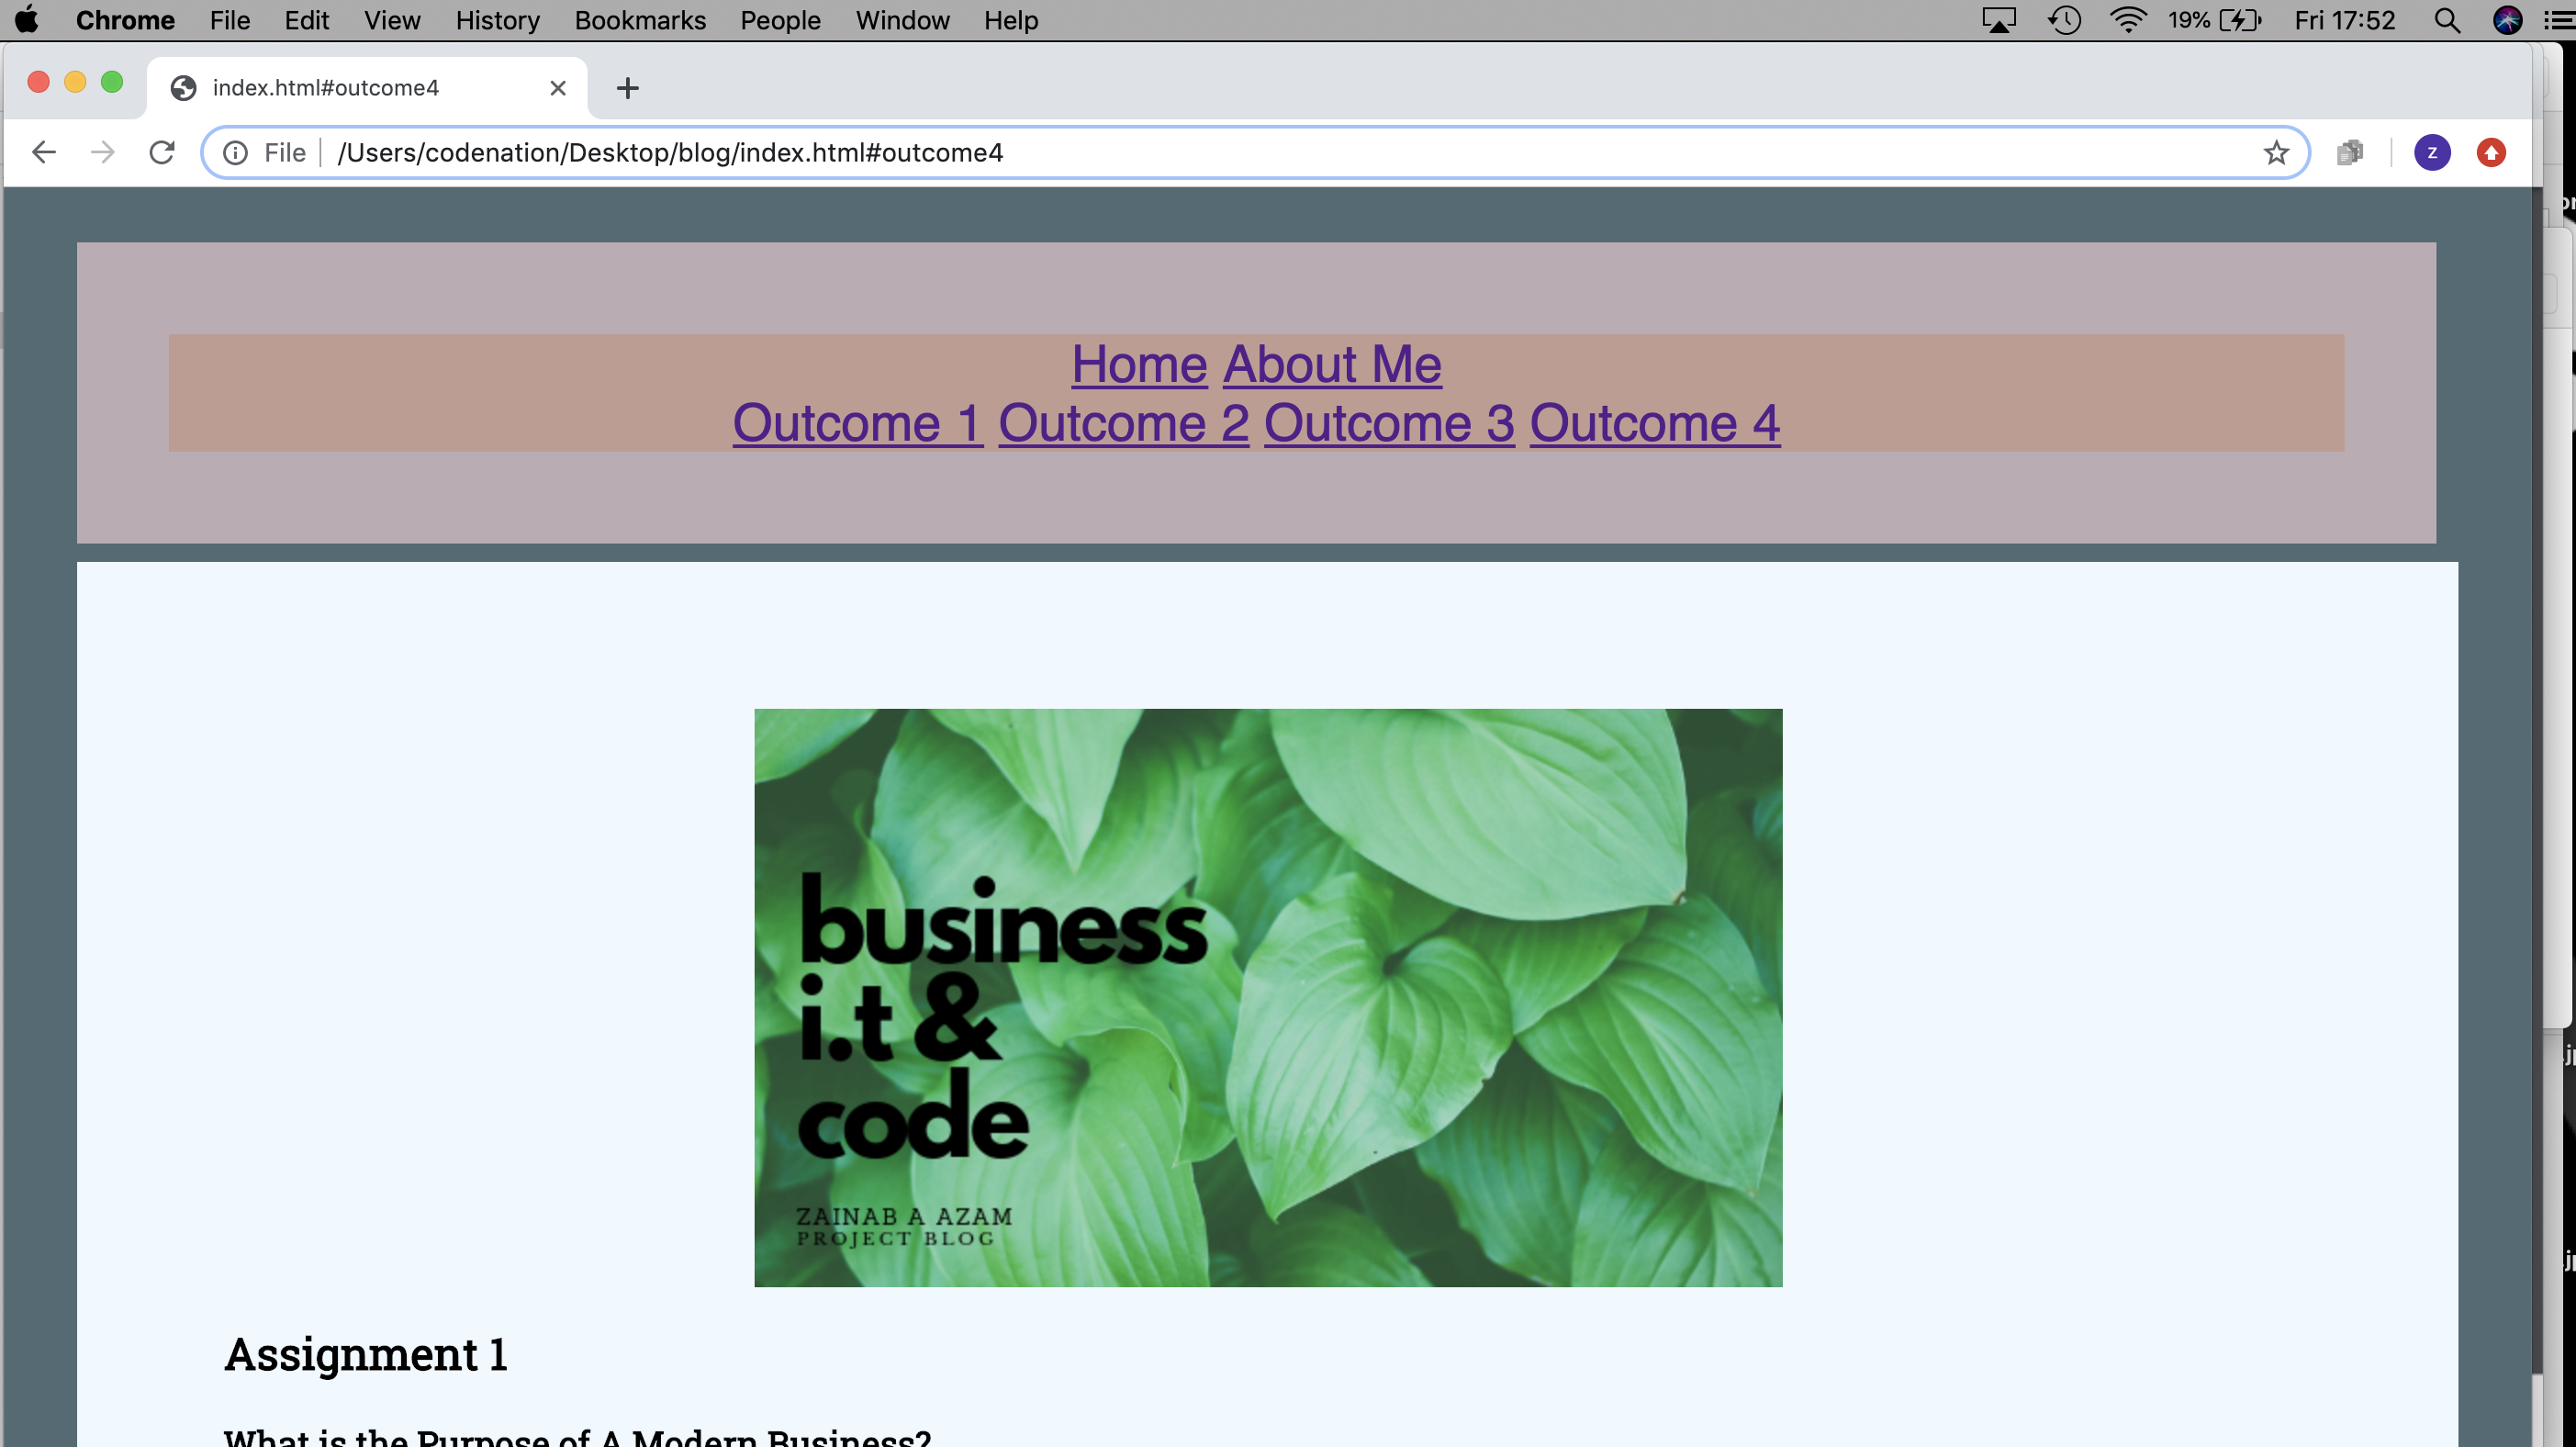 Chrome File Edit View History Bookmarks People Window Help 19% Fri 17:52
index.html#outcome4
File /Users/codenation/Desktop/blog/index.html#outcome4 z
Home About Me
Outcome 1 Outcome 2 Outcome 3 Outcome 4
business
i.t &
code
ZAINAB A AZAM
PROJECT BLOG
Assignment 1
What is the Purpose of A Modern Business?